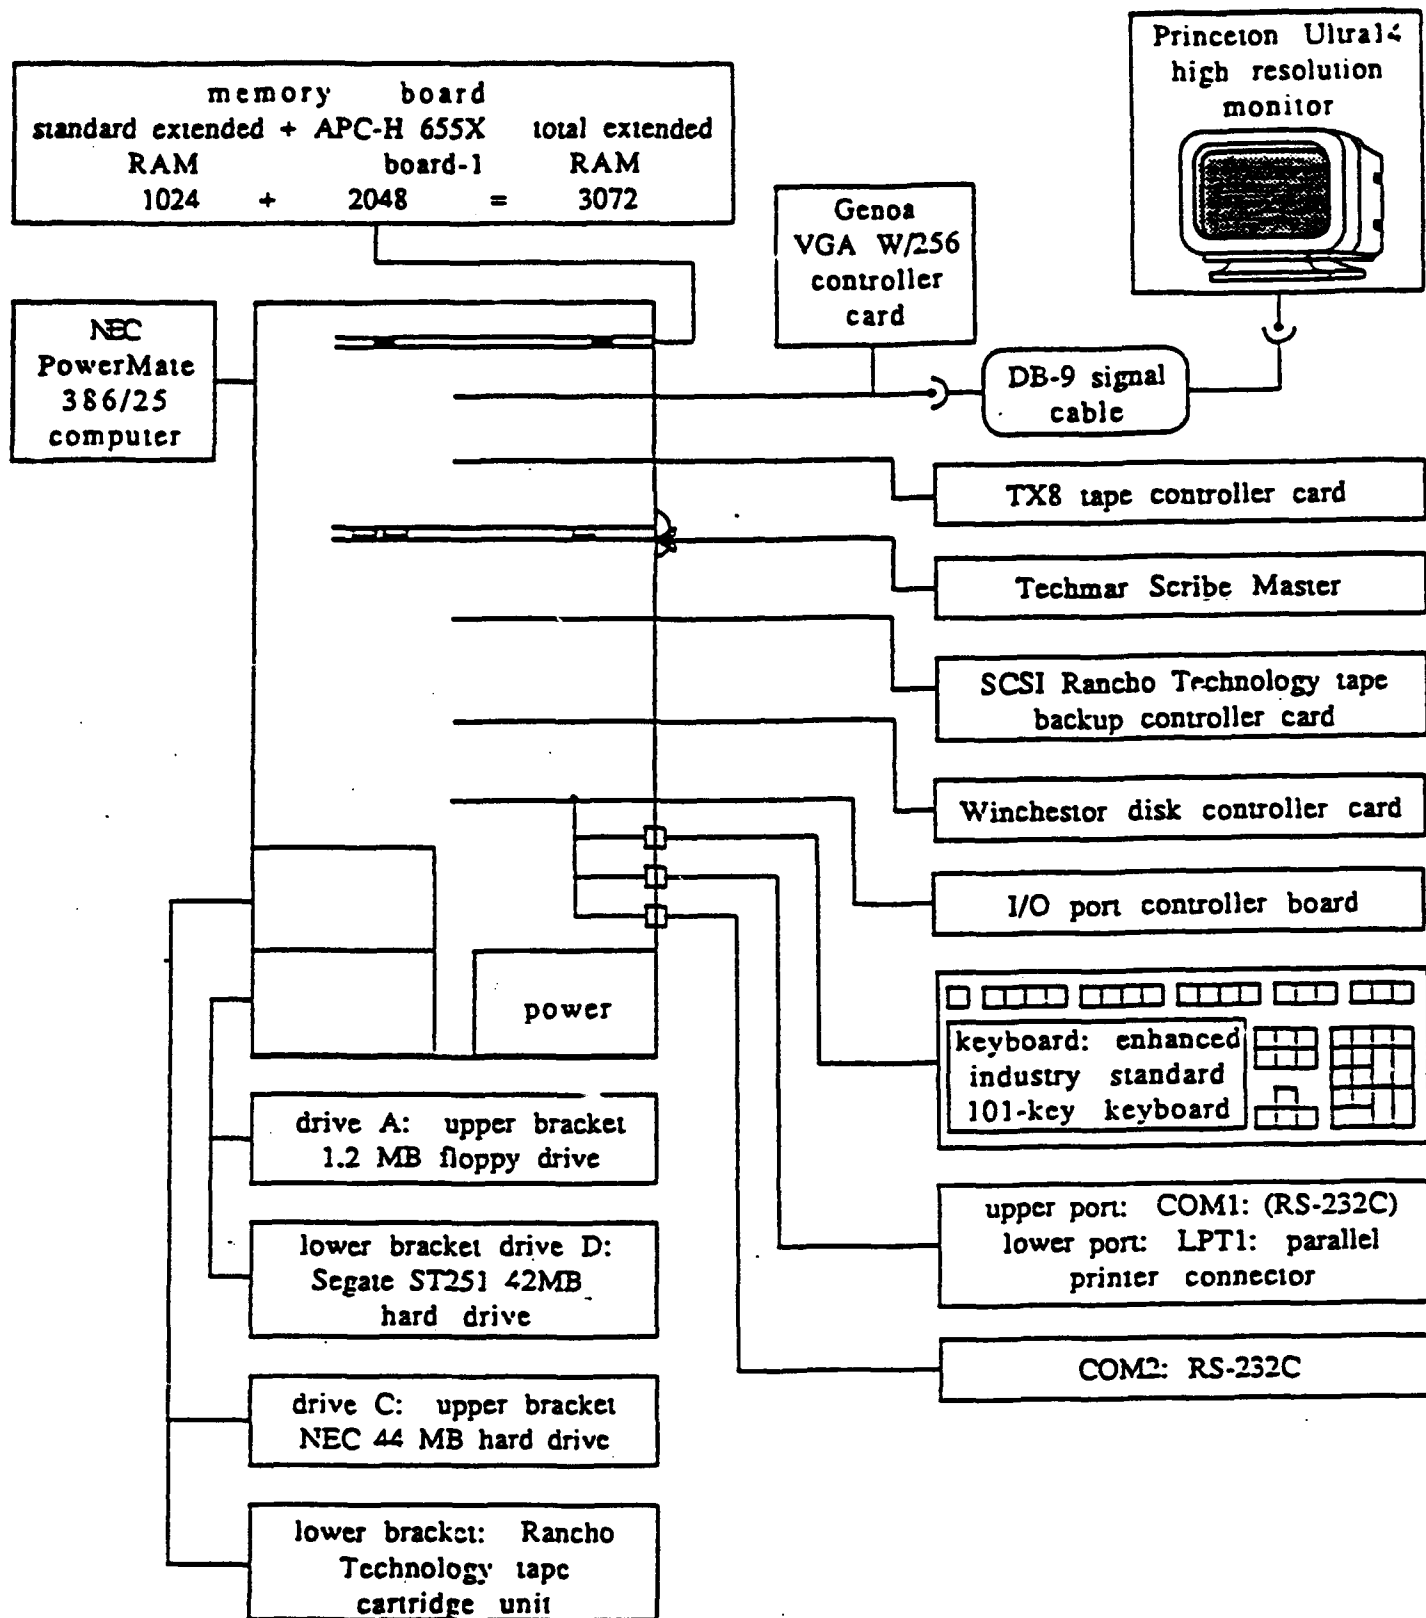 Princeton Ultra14
high resolution
monitor
memory board
standard extended + APC-H 655X total extended
RAM board-1 RAM
1024 + 2048 = 3072
Genoa
VGA W/256
controller
card
NEC
PowerMate
386/25
computer
DB-9 signal
cable
TX8 tape controller card
Techmar Scribe Master
SCSI Rancho Technology tape
backup controller card
Winchestor disk controller card
I/O port controller board
power
keyboard: enhanced
industry standard
101-key keyboard
drive A: upper bracket
1.2 MB floppy drive
upper port: COM1: (RS-232C)
lower port: LPT1: parallel
printer connector
lower bracket drive D:
Segate ST251 42MB
hard drive
COM2: RS-232C
drive C: upper bracket
NEC 44 MB hard drive
lower bracket: Rancho
Technology tape
cartridge unit